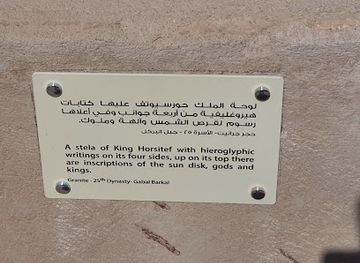 لوحة الملك حورسيوتف عليها كتابات
هيروغليفية من أربعة جوانب وفي أعلاها
رسوم لقرص الشمس وآلهة وملوك.
حجر جرانيت - الأسرة ٢٥ - جبل البركل
A stela of King Horsitef with hieroglyphic
writings on its four sides, up on its top there
are inscriptions of the sun disk, gods and
kings.
Granite - 25th Dynasty- Gabal Barkal